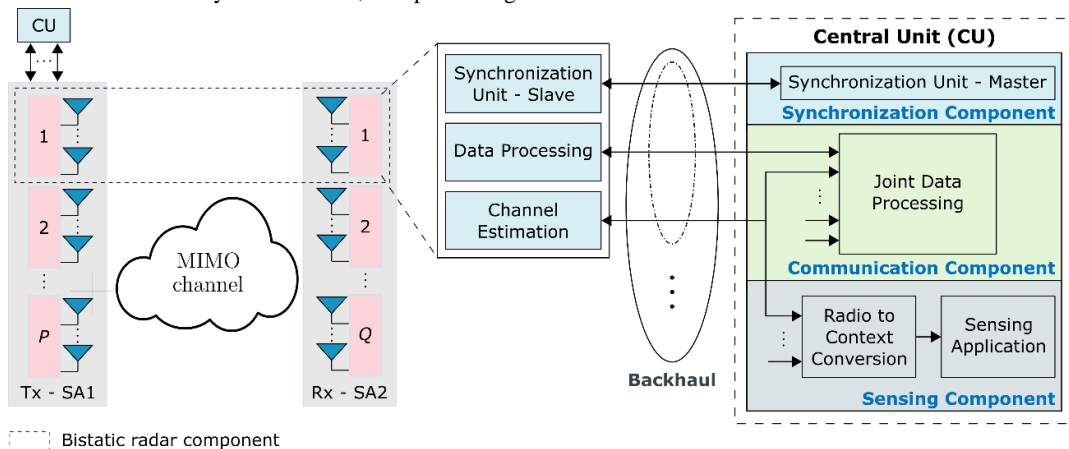 CU
1
2
P
Tx - SA1
MIMO
channel
1
2
Q
Rx - SA2
Bistatic radar component
Synchronization
Unit - Slave
Data Processing
Channel
Estimation
Backhaul
Central Unit (CU)
Synchronization Unit - Master
Synchronization Component
Joint Data
Processing
Communication Component
Radio to
Context
Conversion
Sensing
Application
Sensing Component